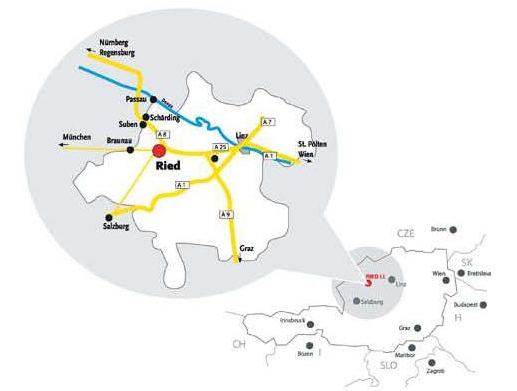 Nürnberg
Regensburg
Passau
Donau
Schärding
Suben
A 8
A 7
München
Braunau
Linz
St. Pölten
Wien
A 25
A 1
Ried
A 1
A 9
Salzburg
Graz
Brünn
CZE
SK
RIED I.I.
Linz
Wien
Bratislava
Salzburg
Budapest
H
Innsbruck
Graz
CH
Bozen
I
Maribor
SLO
Zagreb